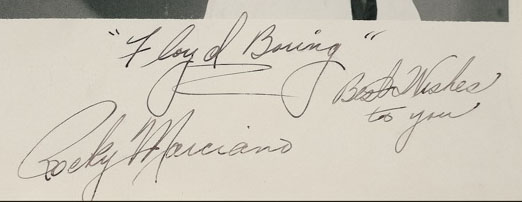 "Floyd Boring"
Best Wishes
to you
Rocky Marciano